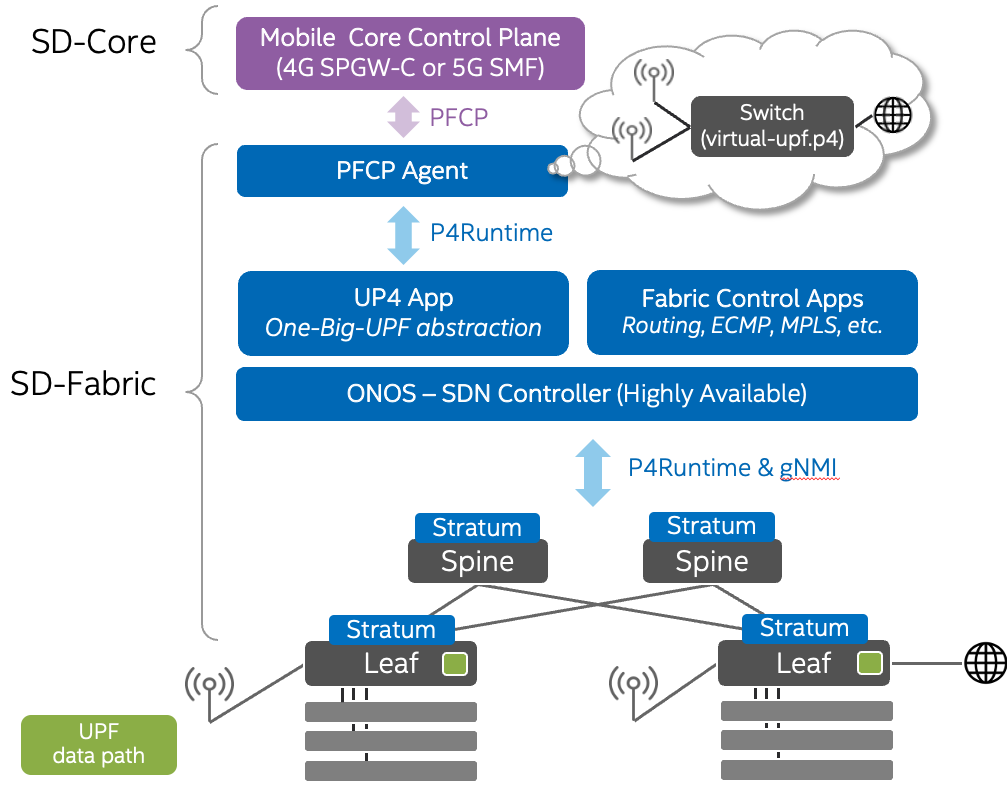 SD-Core
Mobile Core Control Plane
(4G SPGW-C or 5G SMF)
PFCP
Switch
(virtual-upf.p4)
PFCP Agent
P4Runtime
UP4 App
One-Big-UPF abstraction
Fabric Control Apps
Routing, ECMP, MPLS, etc.
SD-Fabric
ONOS – SDN Controller (Highly Available)
P4Runtime & gNMI
Stratum
Spine
Stratum
Spine
Stratum
Leaf
Stratum
Leaf
UPF
data path